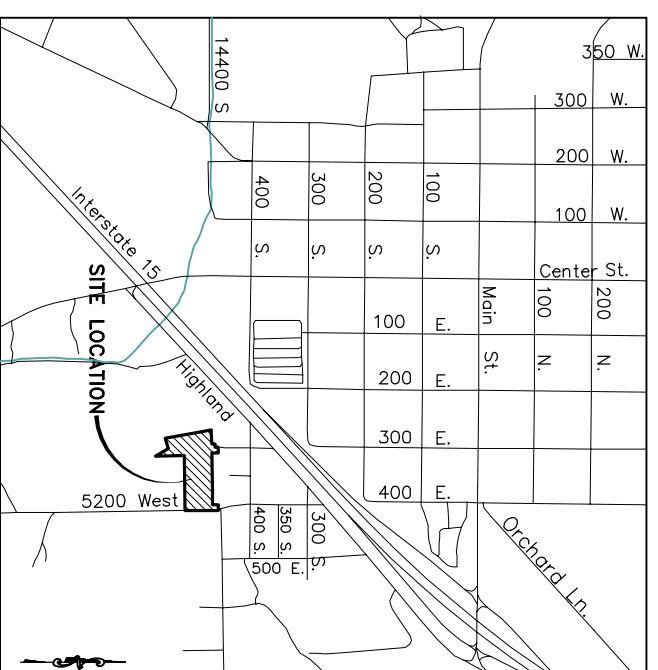 14400 S
350 W.
300 W.
200 W.
100 W.
400 S.
300 S.
200 S.
100 S.
Interstate 15
Center St.
SITE LOCATION
Main St.
100 N.
200 N.
100 E.
200 E.
Highland
300 E.
400 E.
5200 West
400 S.
350 S.
300 S.
500 E.
Orchard Ln.